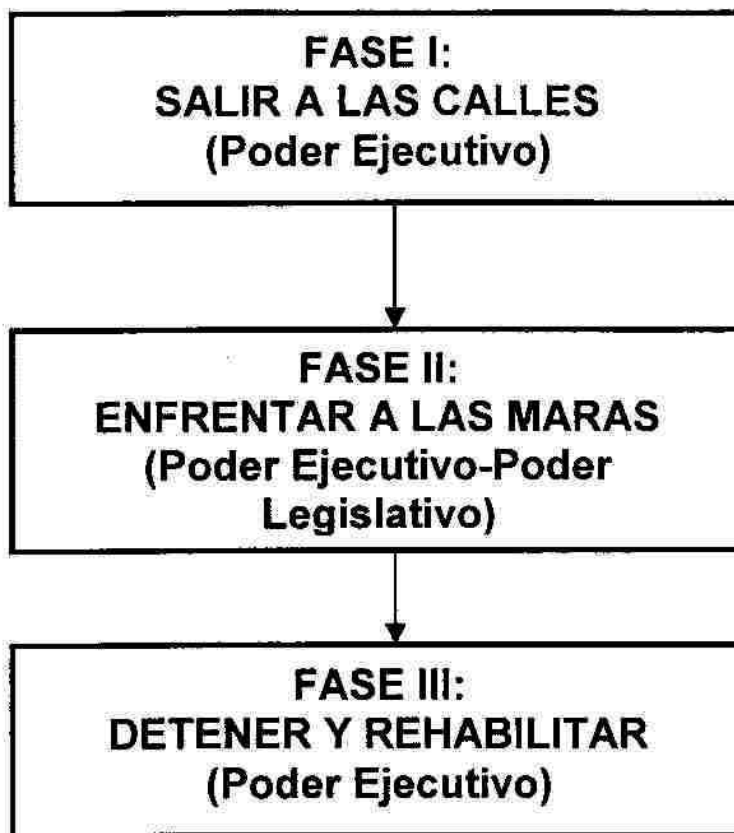 FASE I:
SALIR A LAS CALLES
(Poder Ejecutivo)
FASE II:
ENFRENTAR A LAS MARAS
(Poder Ejecutivo-Poder
Legislativo)
FASE III:
DETENER Y REHABILITAR
(Poder Ejecutivo)